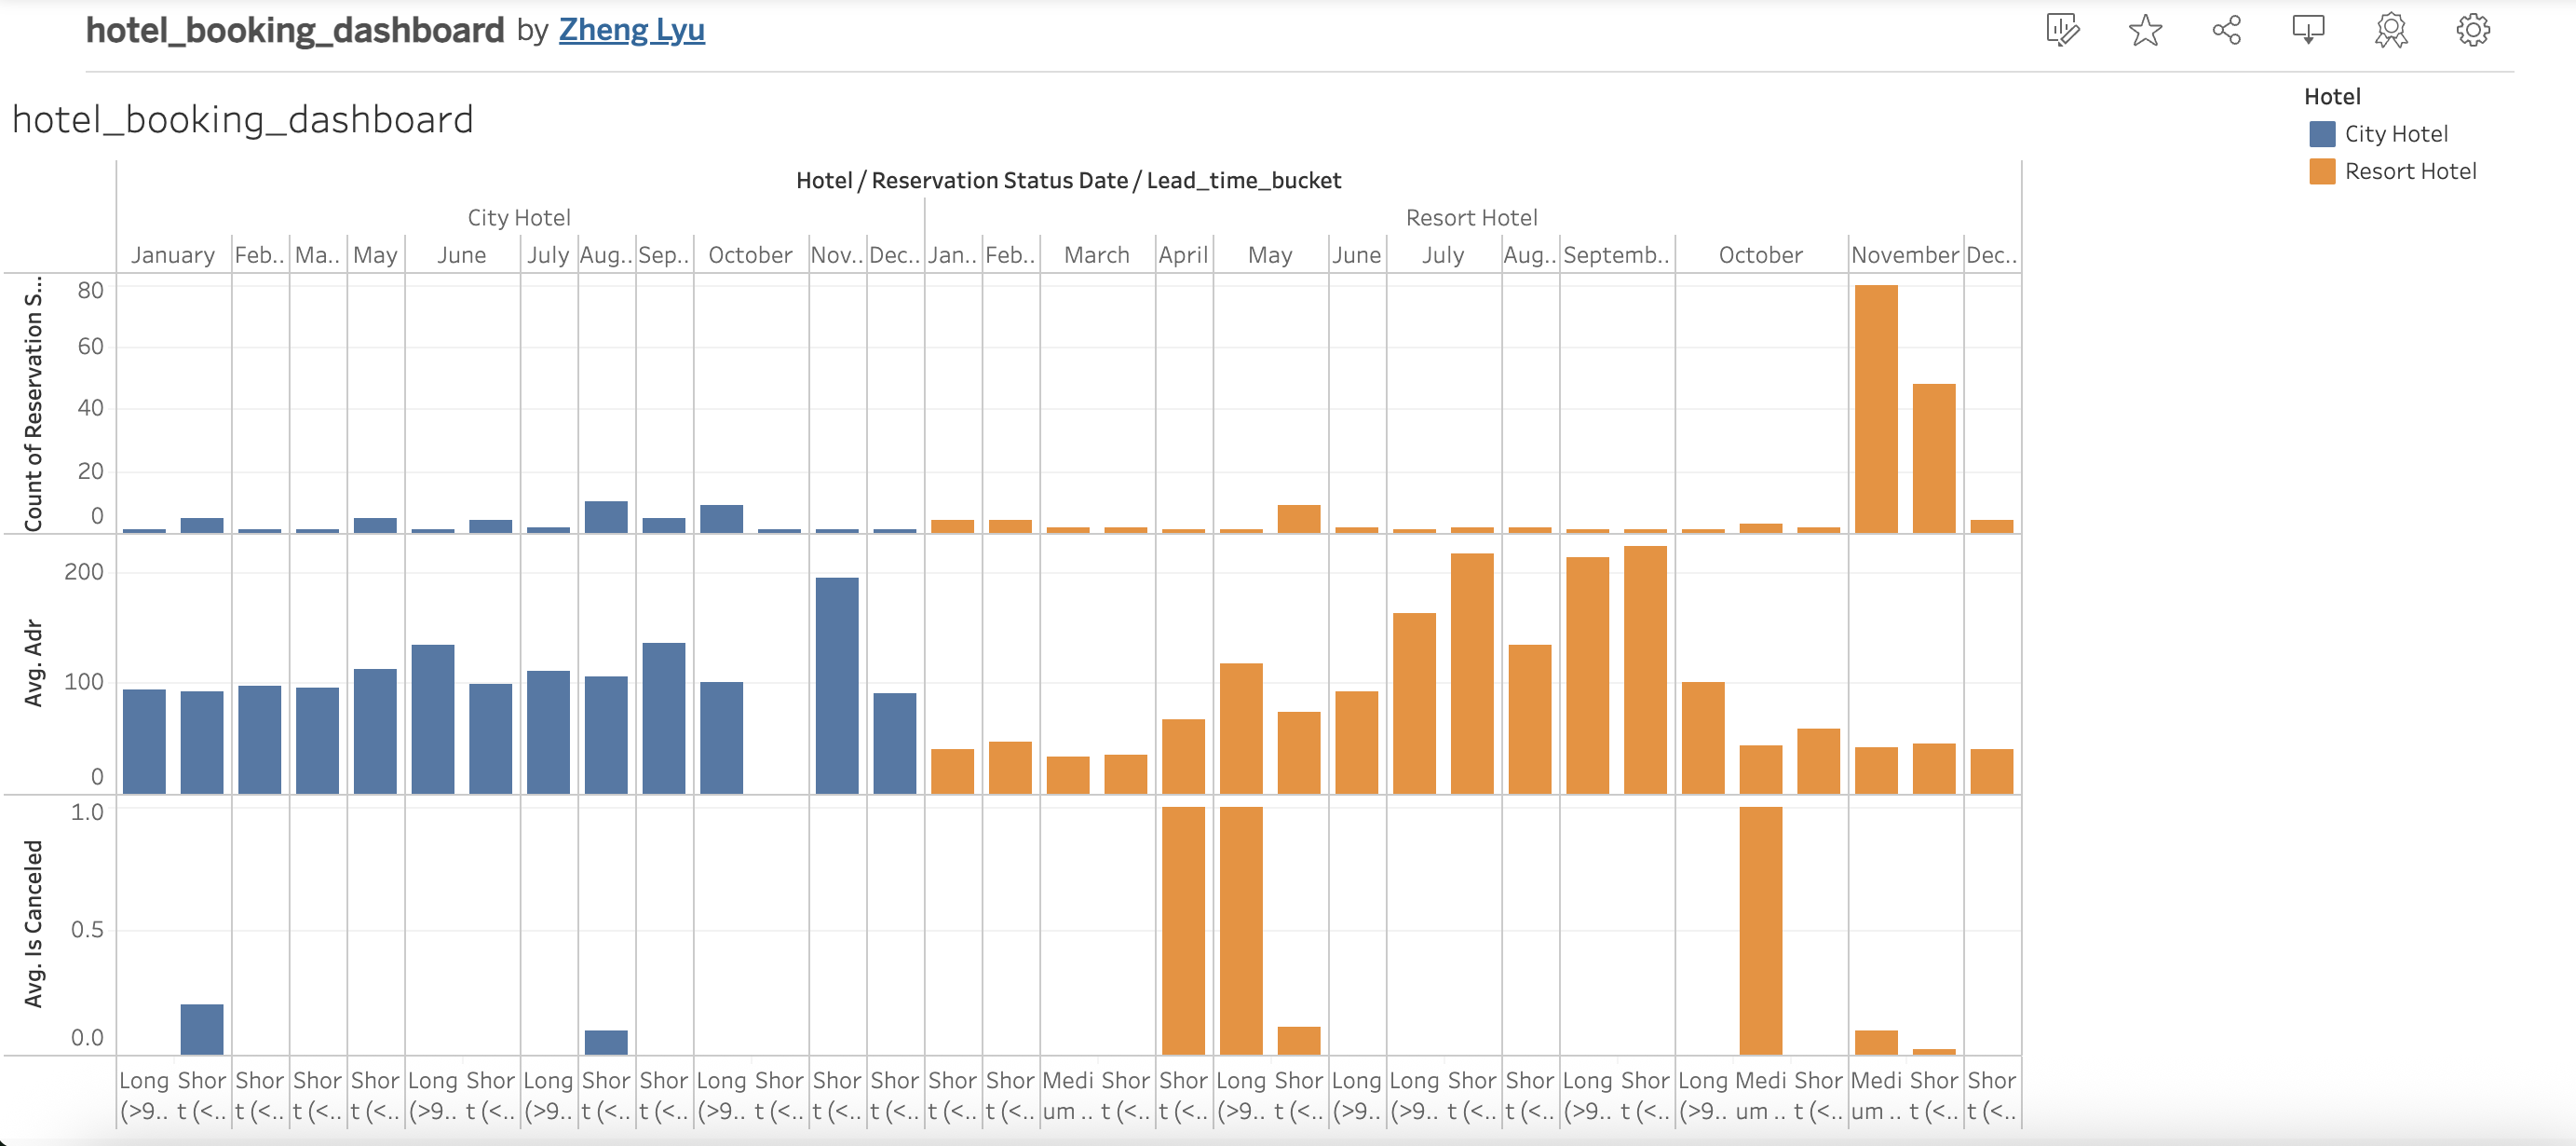 hotel_booking_dashboard by Zheng Lyu
hotel_booking_dashboard
Hotel
City Hotel
Resort Hotel
Hotel / Reservation Status Date / Lead_time_bucket
City Hotel Resort Hotel
January Feb.. Ma.. May June July Aug.. Sep.. October Nov.. Dec.. Jan.. Feb.. March April May June July Aug.. Septemb.. October November Dec..
Count of Reservation S...
80
60
40
20
0
Avg. Adr
200
100
0
Avg. Is Canceled
1.0
0.5
0.0
Long Shor Shor Shor Shor Long Shor Long Shor Shor Long Shor Shor Shor Shor Shor Medi Shor Shor Long Shor Long Long Shor Shor Long Shor Long Medi Shor Medi Shor Shor
(>9.. t (<.. t (<.. t (<.. t (<.. (>9.. t (<.. (>9.. t (<.. t (<.. (>9.. t (<.. t (<.. t (<.. t (<.. t (<.. um .. t (<.. t (<.. (>9.. t (<.. (>9.. (>9.. t (<.. t (<.. (>9.. t (<.. (>9.. um .. t (<.. um .. t (<.. t (<..